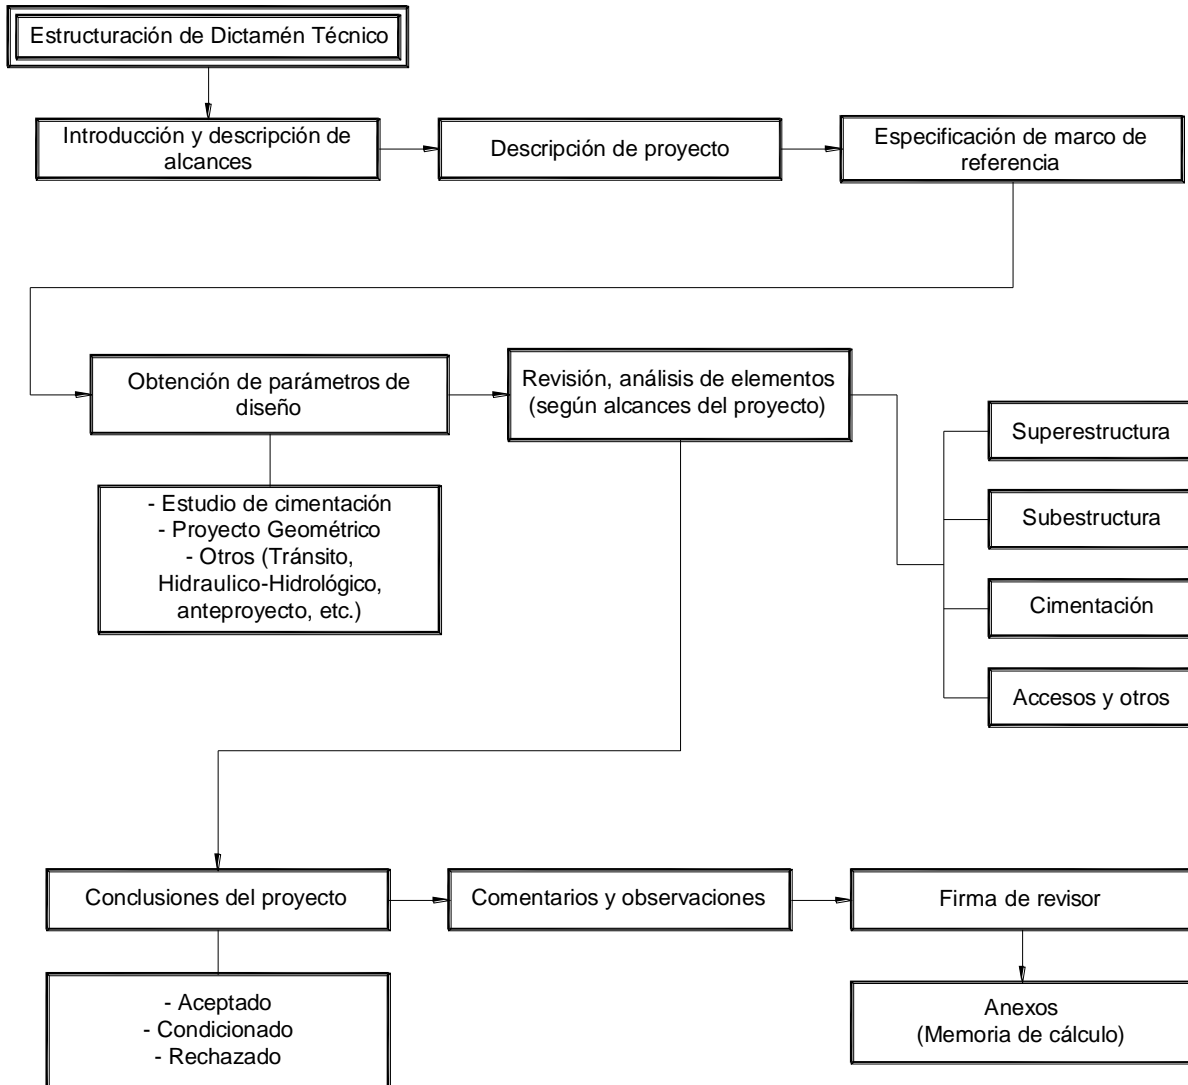 Estructuración de Dictamén Técnico
Introducción y descripción de
alcances
Descripción de proyecto
Especificación de marco de
referencia
Obtención de parámetros de
diseño
- Estudio de cimentación
- Proyecto Geométrico
- Otros (Tránsito,
Hidraulico-Hidrológico,
anteproyecto, etc.)
Revisión, análisis de elementos
(según alcances del proyecto)
Superestructura
Subestructura
Cimentación
Accesos y otros
Conclusiones del proyecto
- Aceptado
- Condicionado
- Rechazado
Comentarios y observaciones
Firma de revisor
Anexos
(Memoria de cálculo)